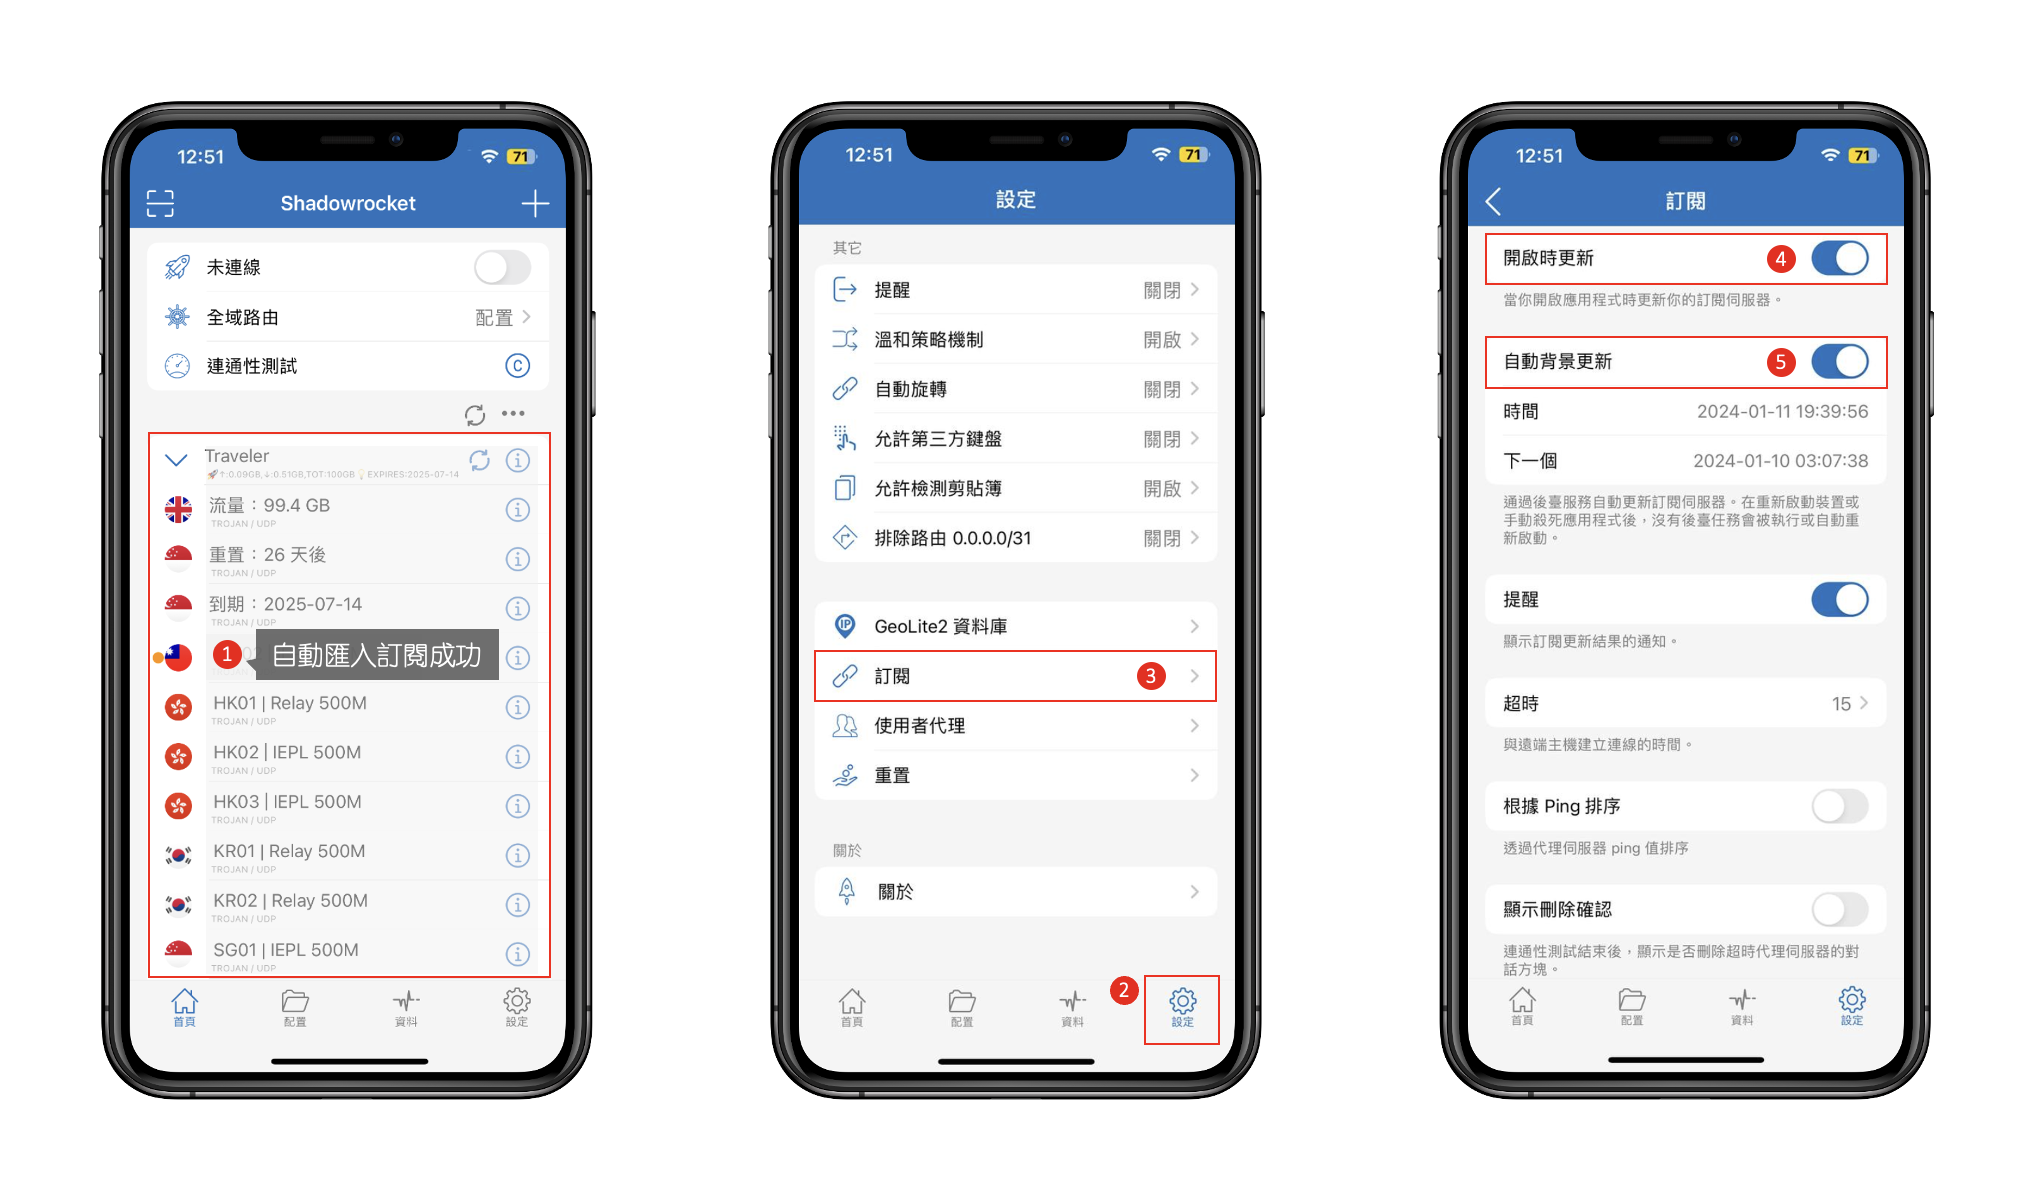 12:51
71
Shadowrocket
未連線
全域路由
配置
連通性測試
C
Traveler
🚀↑:0.09GB,↓:0.51GB,TOT:100GB💡EXPIRES:2025-07-14
流量：99.4 GB
TROJAN / UDP
重置：26 天後
TROJAN / UDP
到期：2025-07-14
TROJAN / UDP
1
自動匯入訂閱成功
HK01 | Relay 500M
TROJAN / UDP
HK02 | IEPL 500M
TROJAN / UDP
HK03 | IEPL 500M
TROJAN / UDP
KR01 | Relay 500M
TROJAN / UDP
KR02 | Relay 500M
TROJAN / UDP
SG01 | IEPL 500M
TROJAN / UDP
首頁
配置
資料
設定
12:51
71
設定
其它
提醒
關閉
溫和策略機制
開啟
自動旋轉
關閉
允許第三方鍵盤
關閉
允許檢測剪貼簿
開啟
排除路由 0.0.0.0/31
關閉
IP
GeoLite2 資料庫
訂閱
3
使用者代理
重置
關於
關於
2
首頁
配置
資料
設定
12:51
71
訂閱
開啟時更新
4
當你開啟應用程式時更新你的訂閱伺服器。
自動背景更新
5
時間
2024-01-11 19:39:56
下一個
2024-01-10 03:07:38
通過後臺服務自動更新訂閱伺服器。在重新啟動裝置或
手動殺死應用程式後，沒有後臺任務會被執行或自動重
新啟動。
提醒
顯示訂閱更新結果的通知。
超時
15
與遠端主機建立連線的時間。
根據 Ping 排序
透過代理伺服器 ping 值排序
顯示刪除確認
連通性測試結束後，顯示是否刪除超時代理伺服器的對
話方塊。
首頁
配置
資料
設定